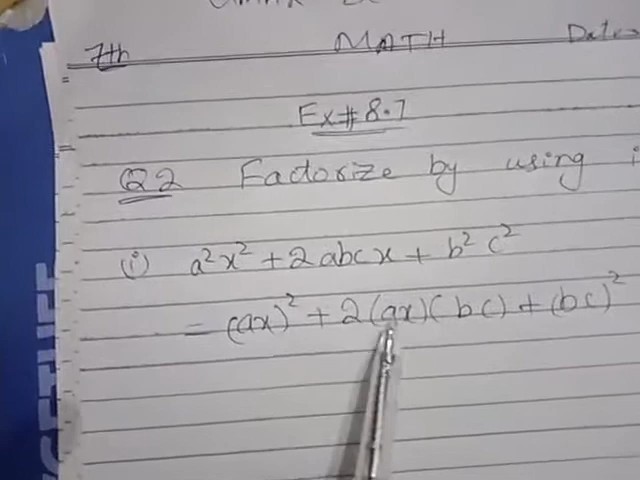 7th MATH Date
Ex# 8.7
Q2 Factorize by using
(i) a²x² + 2abcx + b²c²
= (ax)² + 2(ax)(bc) + (bc)²